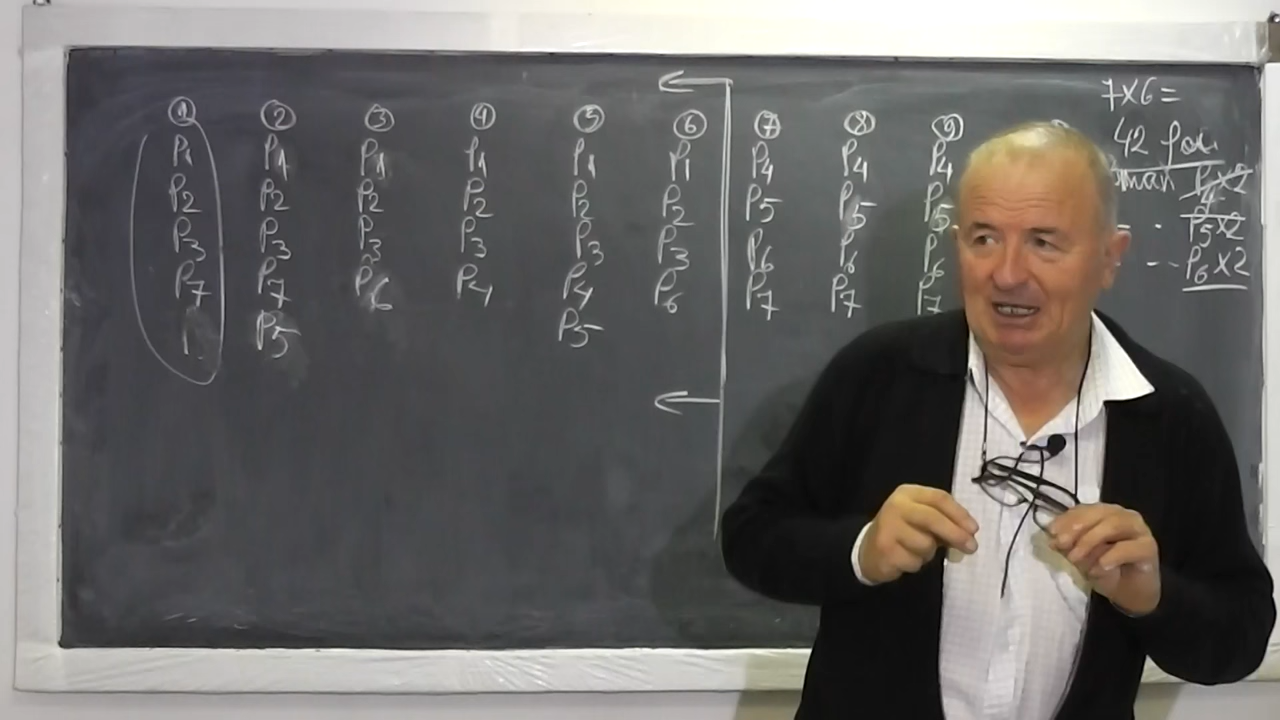 ① ② ③ ④ ⑤ ⑥ ⑦ ⑧ ⑨
P1 P1 P1 P1 P1 P1 P4 P4 P4
P2 P2 P2 P2 P2 P2 P5 P5 P5
P3 P3 P3 P3 P3 P3 P6 P6 P6
P7 P7 P6 P4 P4 P6 P7 P7 P7
P5 P5
7x6=
42
P4x2
P5x2
P6x2